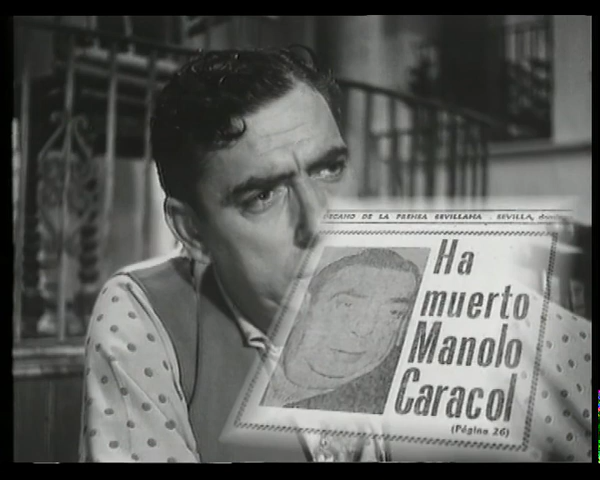 DECANO DE LA PRENSA SEVILLANA . SEVILLA,
Ha
muerto
Manolo
Caracol
(Página 26)